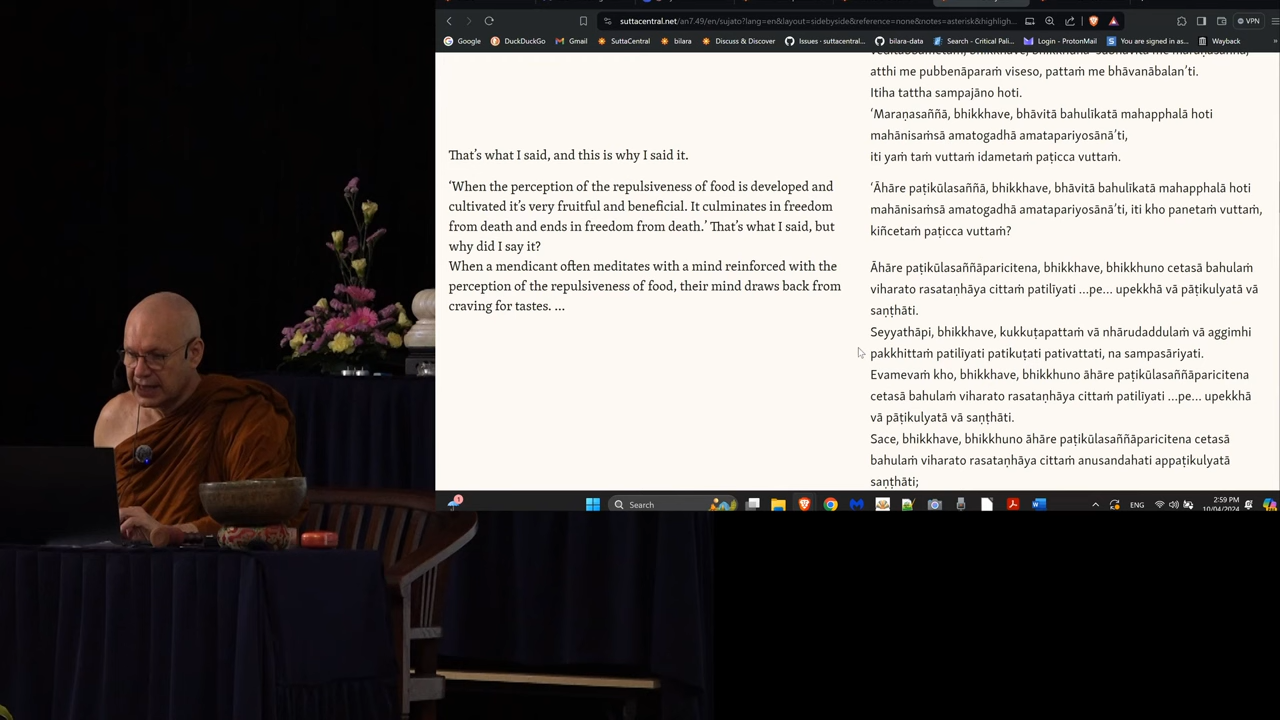 suttacentral.net/an7.49/en/sujato?lang=en&layout=sidebyside&reference=none&notes=asterisk&highligh...
VPN
Google
DuckDuckGo
Gmail
SuttaCentral
bilara
Discuss & Discover
Issues · suttacentral...
bilara-data
Search - Critical Pali...
Login - ProtonMail
You are signed in as...
Wayback
That's what I said, and this is why I said it.
‘When the perception of the repulsiveness of food is developed and
cultivated it's very fruitful and beneficial. It culminates in freedom
from death and ends in freedom from death.’ That's what I said, but
why did I say it?
When a mendicant often meditates with a mind reinforced with the
perception of the repulsiveness of food, their mind draws back from
craving for tastes. …
atthi me pubbenāparaṁ viseso, pattaṁ me bhāvanābalan’ti.
Itiha tattha sampajāno hoti.
‘Maraṇasaññā, bhikkhave, bhāvitā bahulīkatā mahapphalā hoti
mahānisaṁsā amatogadhā amatapariyosānā’ti,
iti yaṁ taṁ vuttaṁ idametaṁ paṭicca vuttaṁ.
‘Āhāre paṭikūlasaññā, bhikkhave, bhāvitā bahulīkatā mahapphalā hoti
mahānisaṁsā amatogadhā amatapariyosānā’ti, iti kho panetaṁ vuttaṁ,
kiñcetaṁ paṭicca vuttaṁ?
Āhāre paṭikūlasaññāparicitena, bhikkhave, bhikkhuno cetasā bahulaṁ
viharato rasataṇhāya cittaṁ patilīyati …pe… upekkhā vā pāṭikulyatā vā
saṇṭhāti.
Seyyathāpi, bhikkhave, kukkuṭapattaṁ vā nhārudaddulaṁ vā aggimhi
pakkhittaṁ patilīyati patikuṭati pativattati, na sampasāriyati.
Evamevaṁ kho, bhikkhave, bhikkhuno āhāre paṭikūlasaññāparicitena
cetasā bahulaṁ viharato rasataṇhāya cittaṁ patilīyati …pe… upekkhā
vā pāṭikulyatā vā saṇṭhāti.
Sace, bhikkhave, bhikkhuno āhāre paṭikūlasaññāparicitena cetasā
bahulaṁ viharato rasataṇhāya cittaṁ anusandahati appaṭikulyatā
saṇṭhāti;
Search
ENG
2:59 PM
10/04/2024